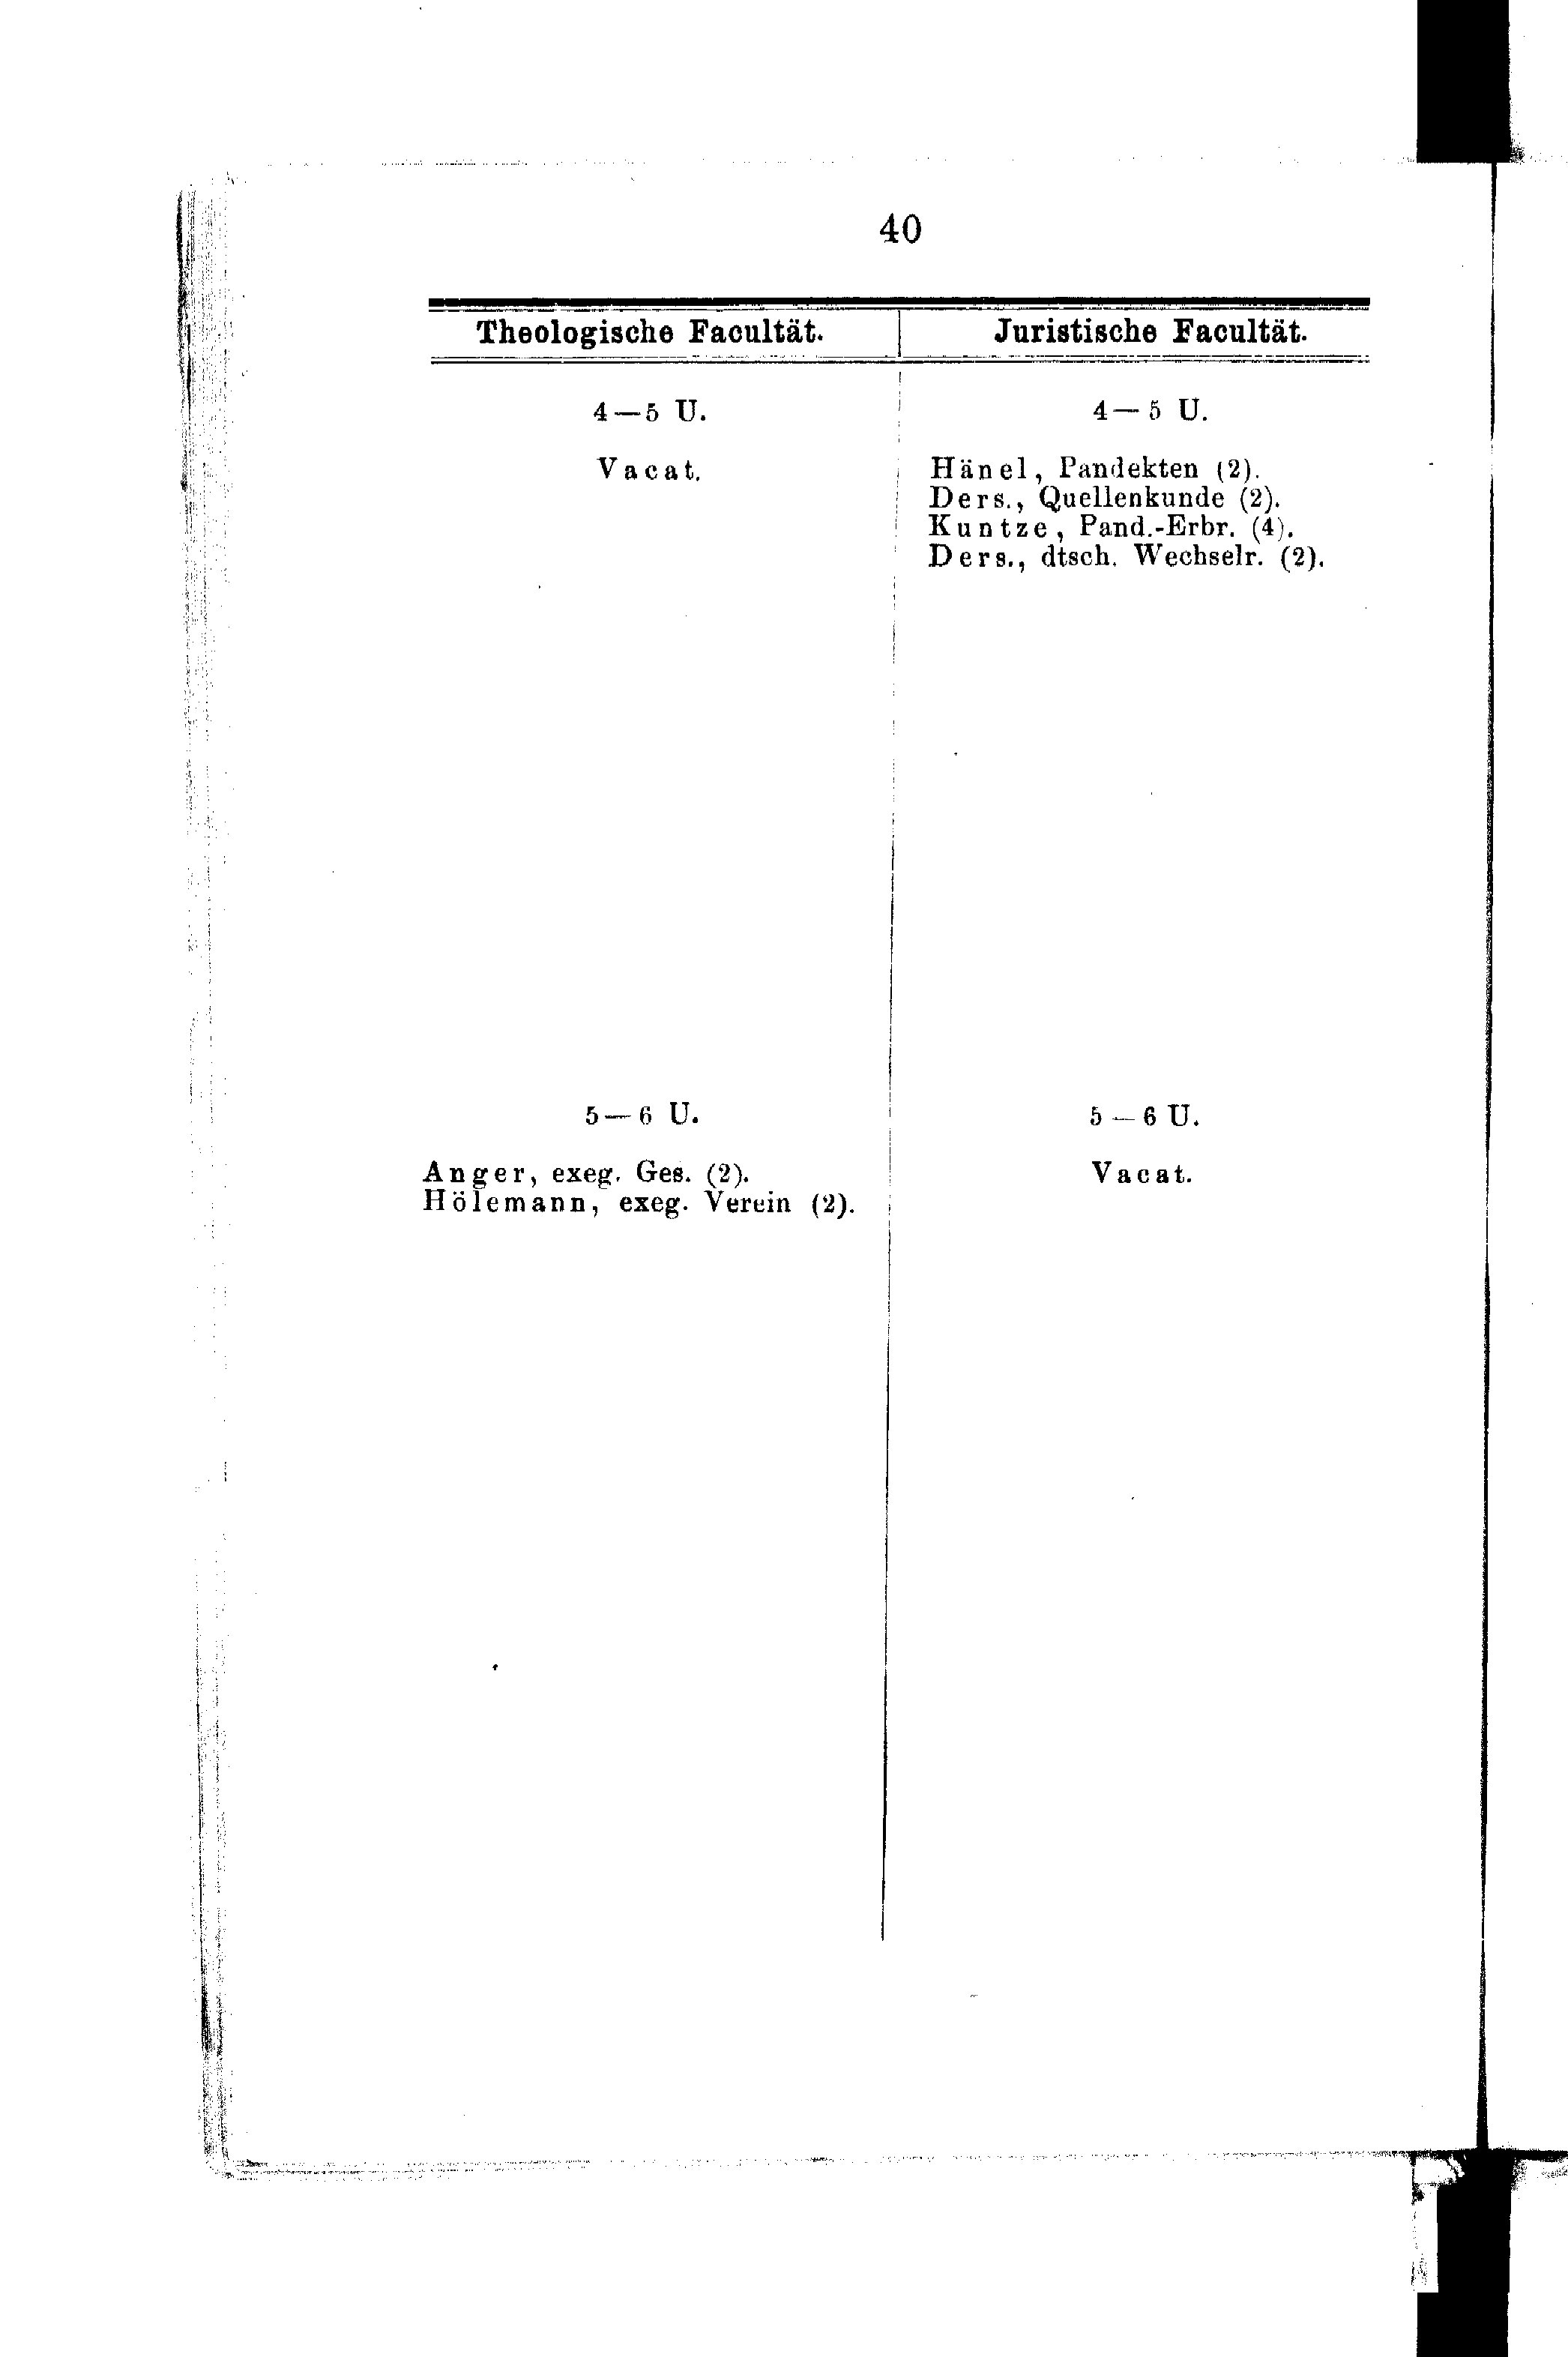 40
Theologische Facultät.
4—5 U.
Vacat.
5—6 U.
Anger, exeg. Ges. (2).
Hölemann, exeg. Verein (2).
Juristische Facultät.
4—5 U.
Hänel, Pandekten (2).
Ders., Quellenkunde (2).
Kuntze, Pand.-Erbr. (4).
Ders., dtsch. Wechselr. (2).
5—6 U.
Vacat.